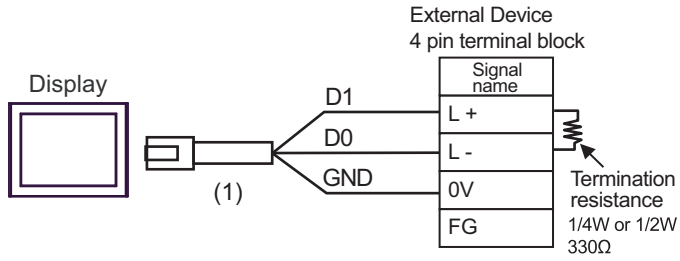 External Device
4 pin terminal block
Signal
name
Display
D1
L +
D0
L -
(1)
GND
0V
Termination
resistance
FG
1/4W or 1/2W
330Ω